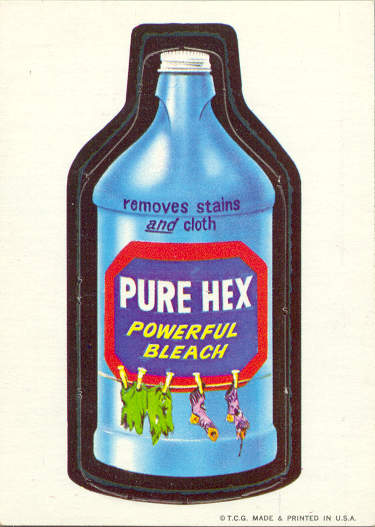 removes stains
and cloth
PURE HEX
POWERFUL
BLEACH
© T.C.G. MADE & PRINTED IN U.S.A.